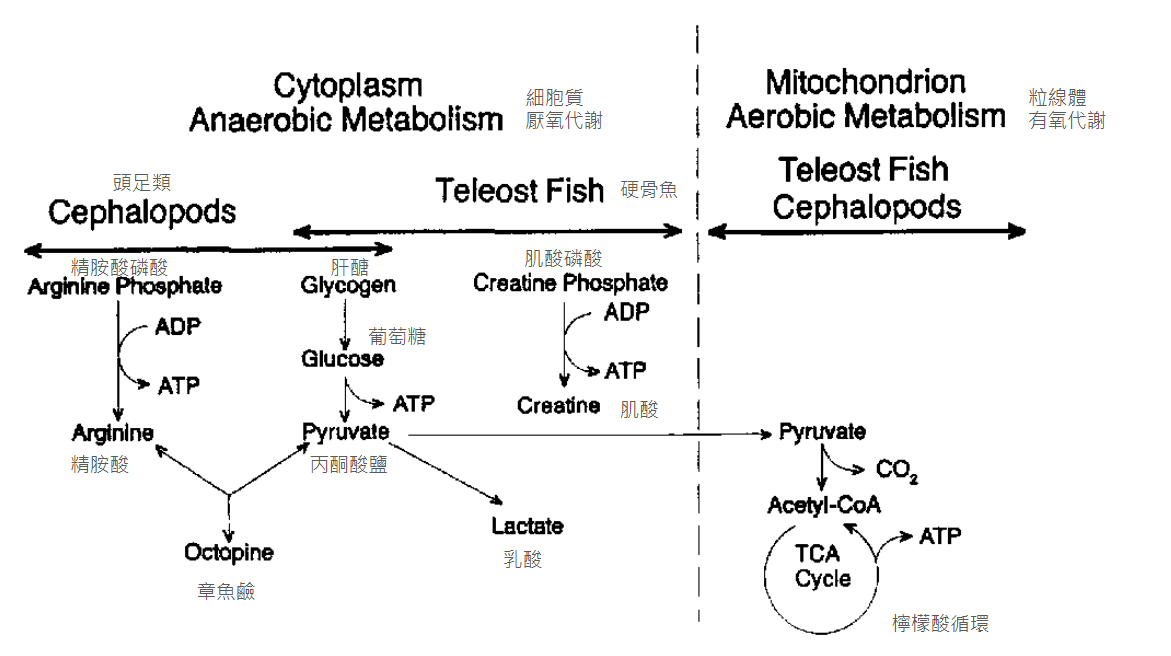 Cytoplasm
Anaerobic Metabolism
細胞質
厭氧代謝
Mitochondrion
Aerobic Metabolism
粒線體
有氧代謝
頭足類
Cephalopods
Teleost Fish 硬骨魚
Teleost Fish
Cephalopods
精胺酸磷酸
Arginine Phosphate
ADP
ATP
Arginine
精胺酸
肝醣
Glycogen
葡萄糖
Glucose
ATP
Pyruvate
丙酮酸鹽
肌酸磷酸
Creatine Phosphate
ADP
ATP
Creatine 肌酸
Octopine
章魚鹼
Lactate
乳酸
Pyruvate
CO2
Acetyl-CoA
ATP
TCA
Cycle
檸檬酸循環